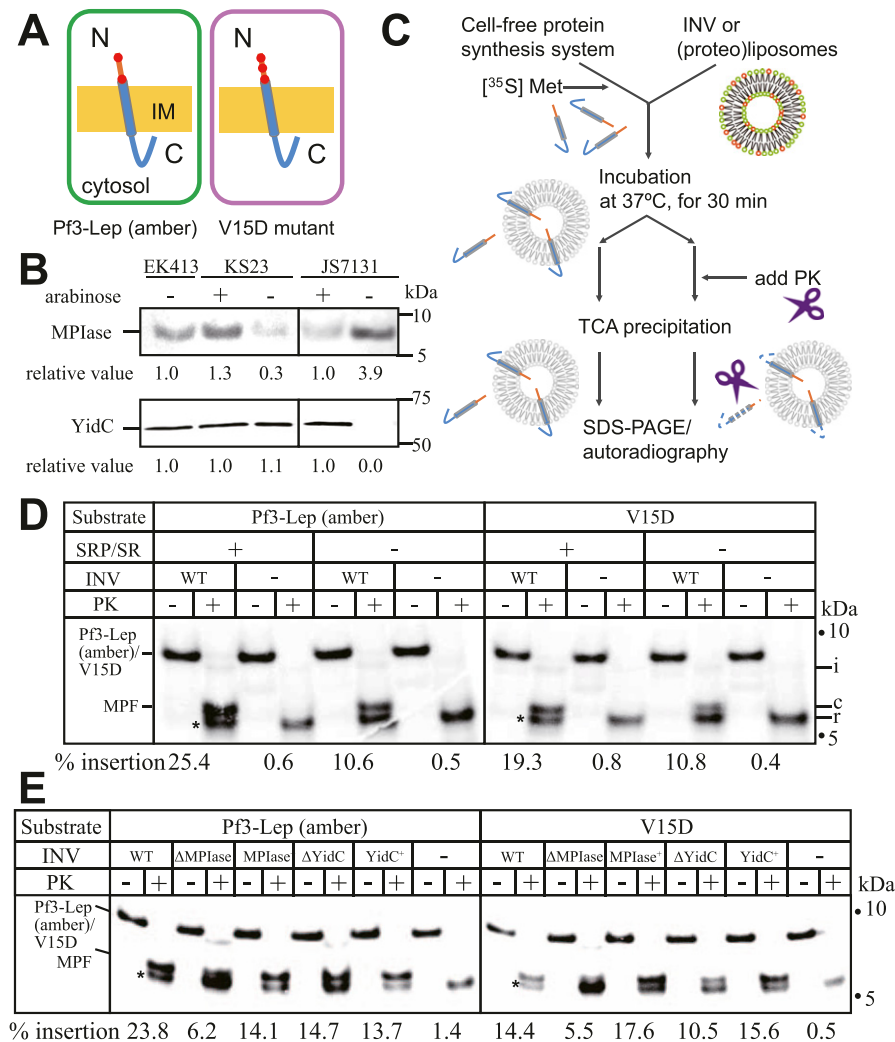 A
N
IM
C
cytosol
Pf3-Lep (amber)
N
C
V15D mutant
B
EK413 KS23 JS7131
arabinose - + - + - kDa
MPIase 10
5
relative value 1.0 1.3 0.3 1.0 3.9
YidC 75
50
relative value 1.0 1.0 1.1 1.0 0.0
C
Cell-free protein synthesis system
INV or (proteo)liposomes
[35S] Met
Incubation
at 37ºC, for 30 min
add PK
TCA precipitation
SDS-PAGE/
autoradiography
D
Substrate Pf3-Lep (amber) V15D
SRP/SR + - + -
INV WT - WT - WT - WT -
PK - + - + - + - + - + - + - + - + kDa
Pf3-Lep (amber)/ V15D
•10
i
MPF
c
* * r
•5
% insertion 25.4 0.6 10.6 0.5 19.3 0.8 10.8 0.4
E
Substrate Pf3-Lep (amber) V15D
INV WT ΔMPIase MPIase+ ΔYidC YidC+ - WT ΔMPIase MPIase+ ΔYidC YidC+ -
PK - + - + - + - + - + - + - + - + - + - + - + - + kDa
Pf3-Lep (amber)/ V15D
•10
MPF
* *
•5
% insertion 23.8 6.2 14.1 14.7 13.7 1.4 14.4 5.5 17.6 10.5 15.6 0.5